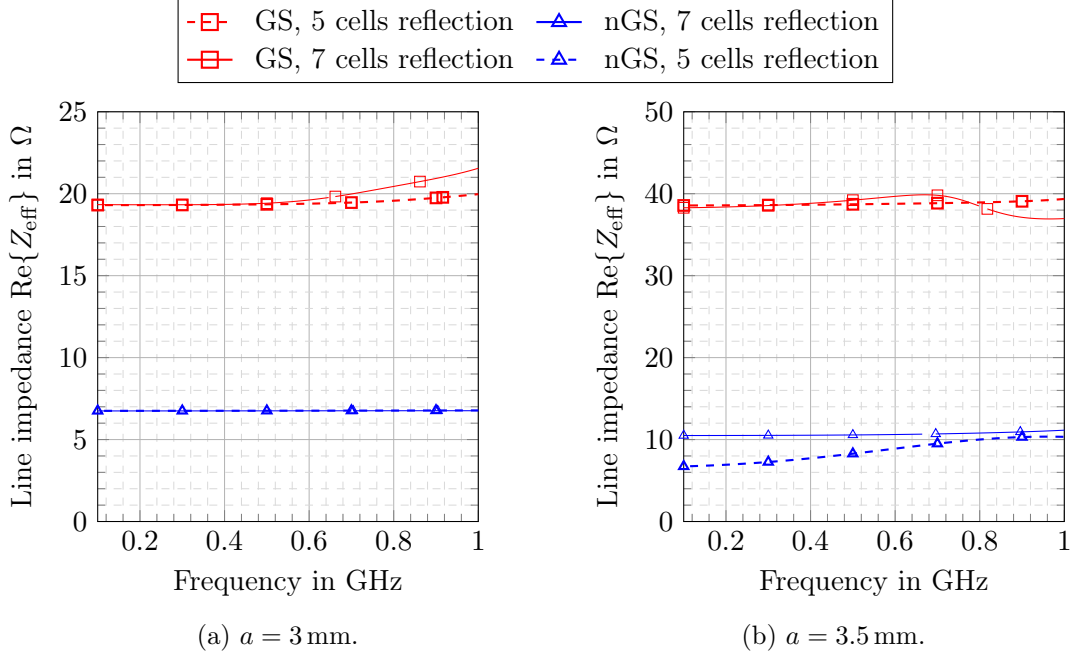 GS, 5 cells reflection
nGS, 7 cells reflection
GS, 7 cells reflection
nGS, 5 cells reflection
Line impedance Re{Z_eff} in Ω
25
20
15
10
5
0
0.2 0.4 0.6 0.8 1
Frequency in GHz
(a) a = 3 mm.
Line impedance Re{Z_eff} in Ω
50
40
30
20
10
0
0.2 0.4 0.6 0.8 1
Frequency in GHz
(b) a = 3.5 mm.